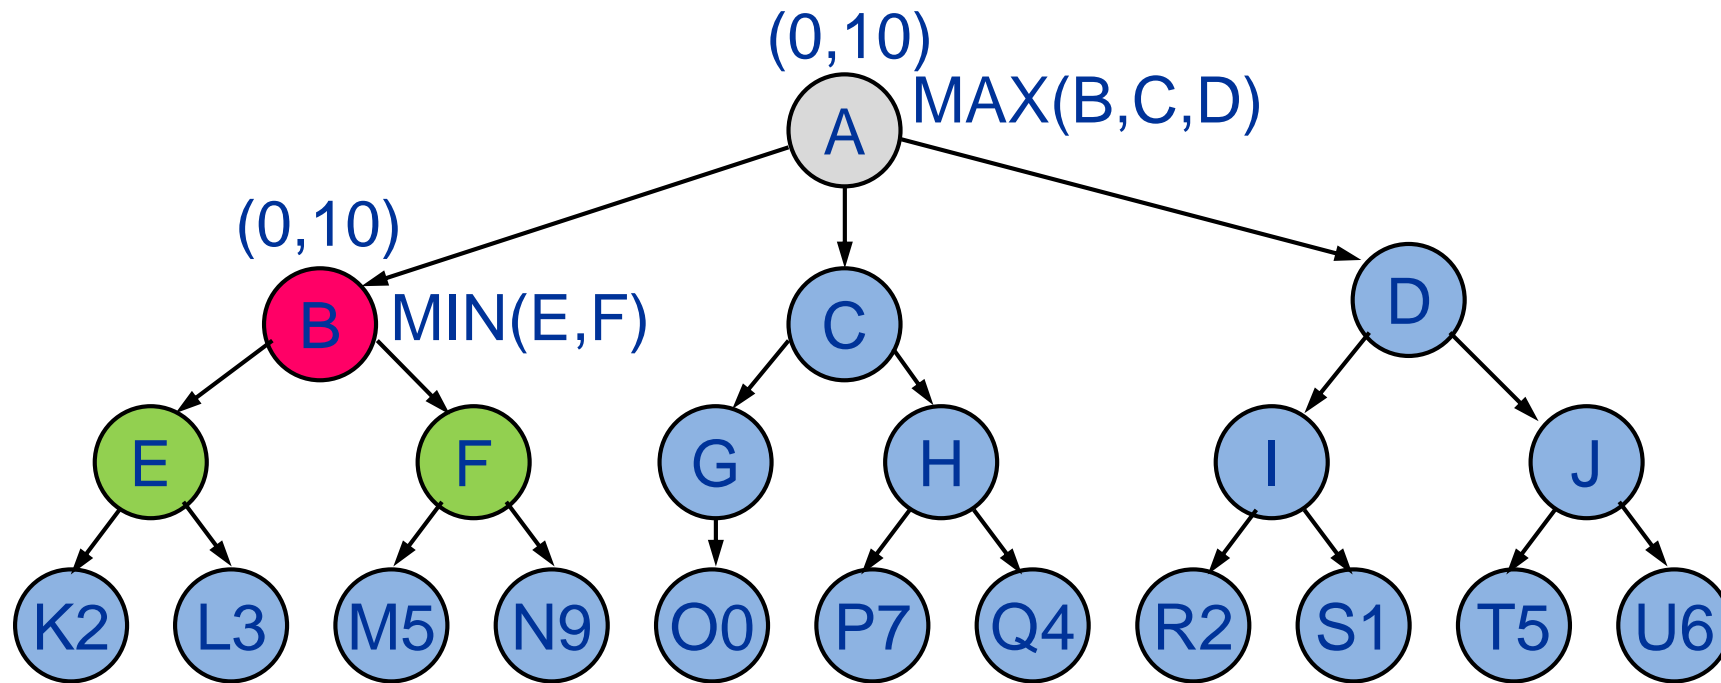 (0,10)
A MAX(B,C,D)
(0,10)
B MIN(E,F) C D
E F G H I J
K2 L3 M5 N9 O0 P7 Q4 R2 S1 T5 U6